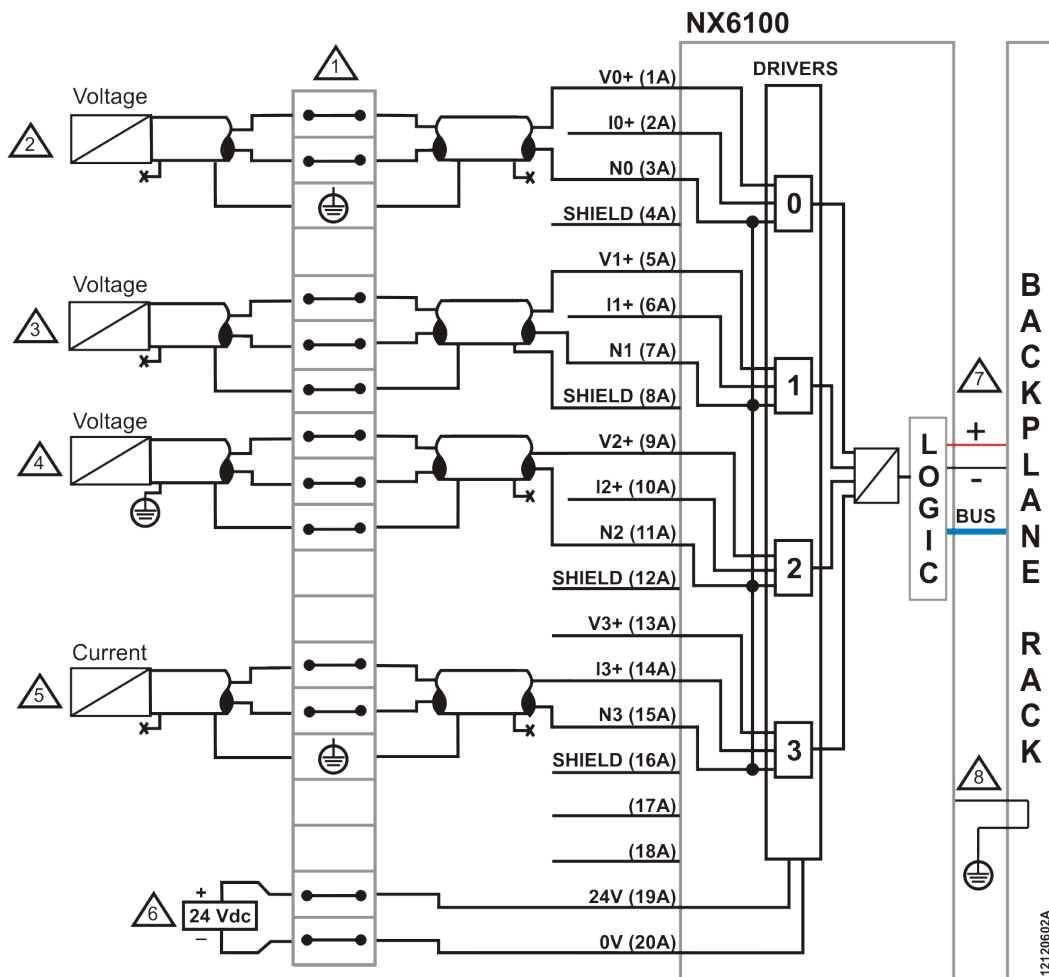 NX6100
DRIVERS
1
Voltage
2
V0+ (1A)
I0+ (2A)
N0 (3A)
SHIELD (4A)
0
Voltage
3
V1+ (5A)
I1+ (6A)
N1 (7A)
SHIELD (8A)
1
Voltage
4
V2+ (9A)
I2+ (10A)
N2 (11A)
SHIELD (12A)
2
Current
5
V3+ (13A)
I3+ (14A)
N3 (15A)
SHIELD (16A)
3
(17A)
(18A)
6
+
24 Vdc
–
24V (19A)
0V (20A)
LOGIC
7
+
-
BUS
8
BACKPLANE RACK
12120602A